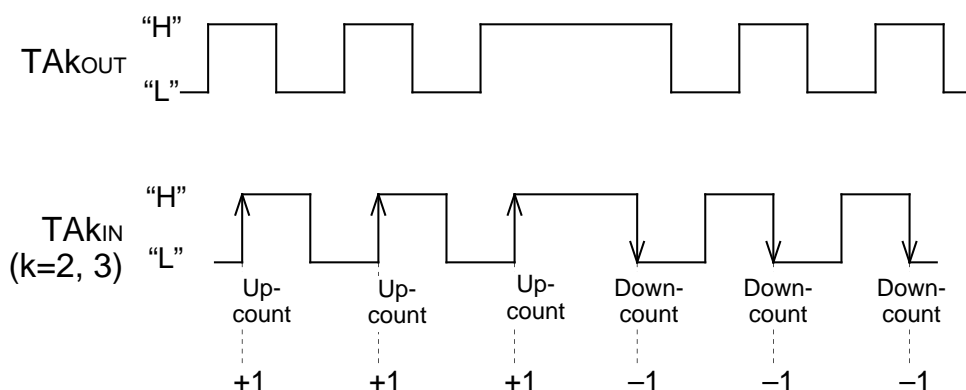 “H”
TAkOUT
“L”
“H”
TAkIN
(k=2, 3)
“L”
Up-
count
Up-
count
Up-
count
Down-
count
Down-
count
Down-
count
+1
+1
+1
–1
–1
–1